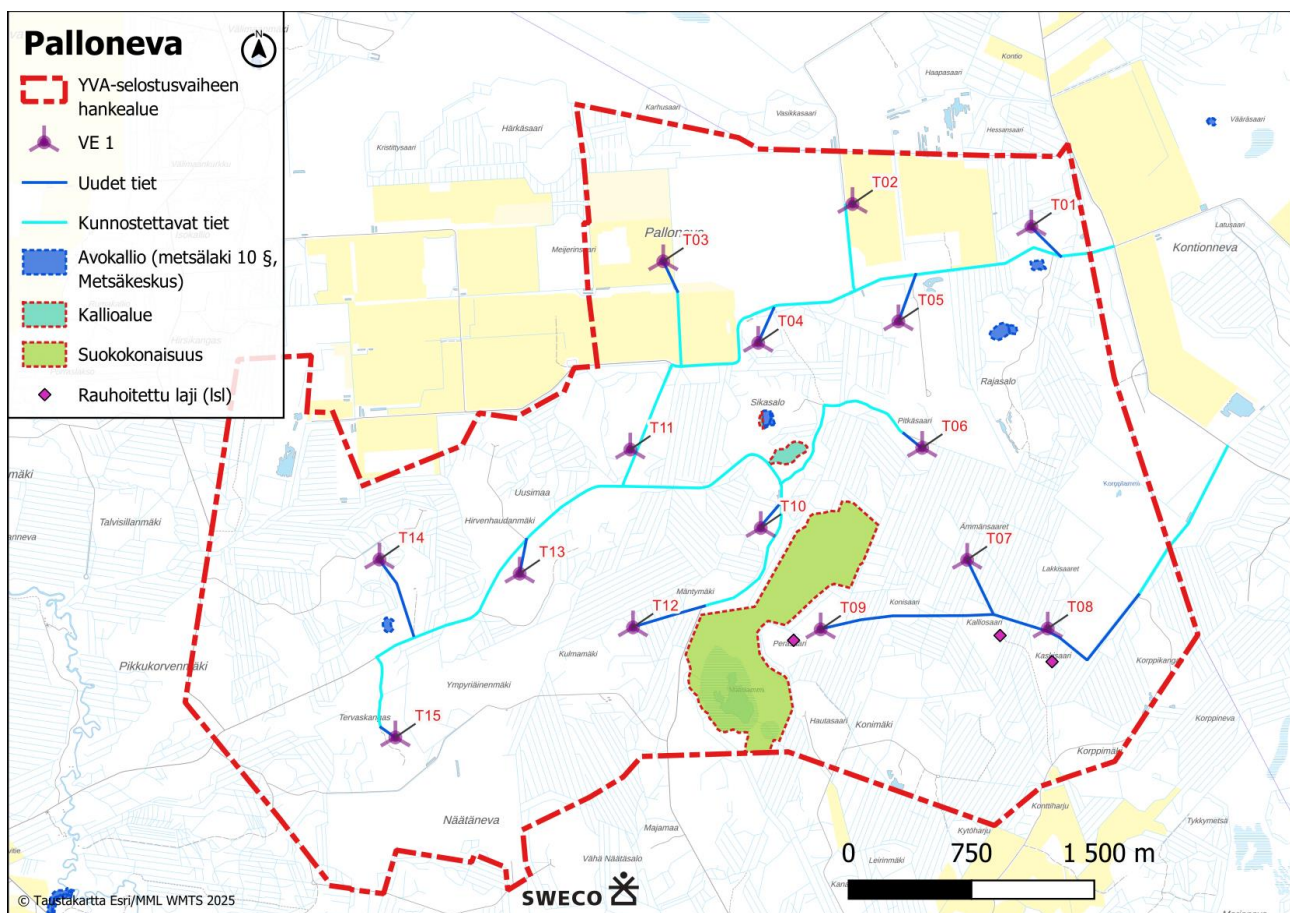 Palloneva
N
YVA-selostusvaiheen
hankealue
VE 1
Uudet tiet
Kunnostettavat tiet
Avokallio (metsälaki 10 §,
Metsäkeskus)
Kallioalue
Suokokonaisuus
Rauhoitettu laji (lsl)
Kontio
Haapasaari
Karhusaari
Vasikkasaari
Hessansaari
Vääräsaari
Härkäsaari
Kristittysaari
T02
T01
Latusaari
Palloneva
T03
Meijerinsaari
Kontionneva
T05
T04
Rajasalo
Sikasalo
Pitkäsaari
T06
T11
Uusimaa
Talvisillanmäki
Hirvenhaudanmäki
T10
Ämmänsaaret
T07
T14
T13
Lakkisaaret
Mäntymäki
T12
T09
Konisaari
Kalliosaari
T08
Kulmamäki
Kaskisaari
Korppikangas
Pikkukorvenmäki
Ympyriäinenmäki
Tervaskangas
T15
Hautasaari
Konimäki
Korppineva
Korppimäki
Konttiharju
Näätäneva
Majamaa
Kytöharju
Tykkymetsä
Vähä Näätäsalo
Leirinmäki
0 750 1 500 m
SWECO
© Taustakartta Esri/MML WMTS 2025